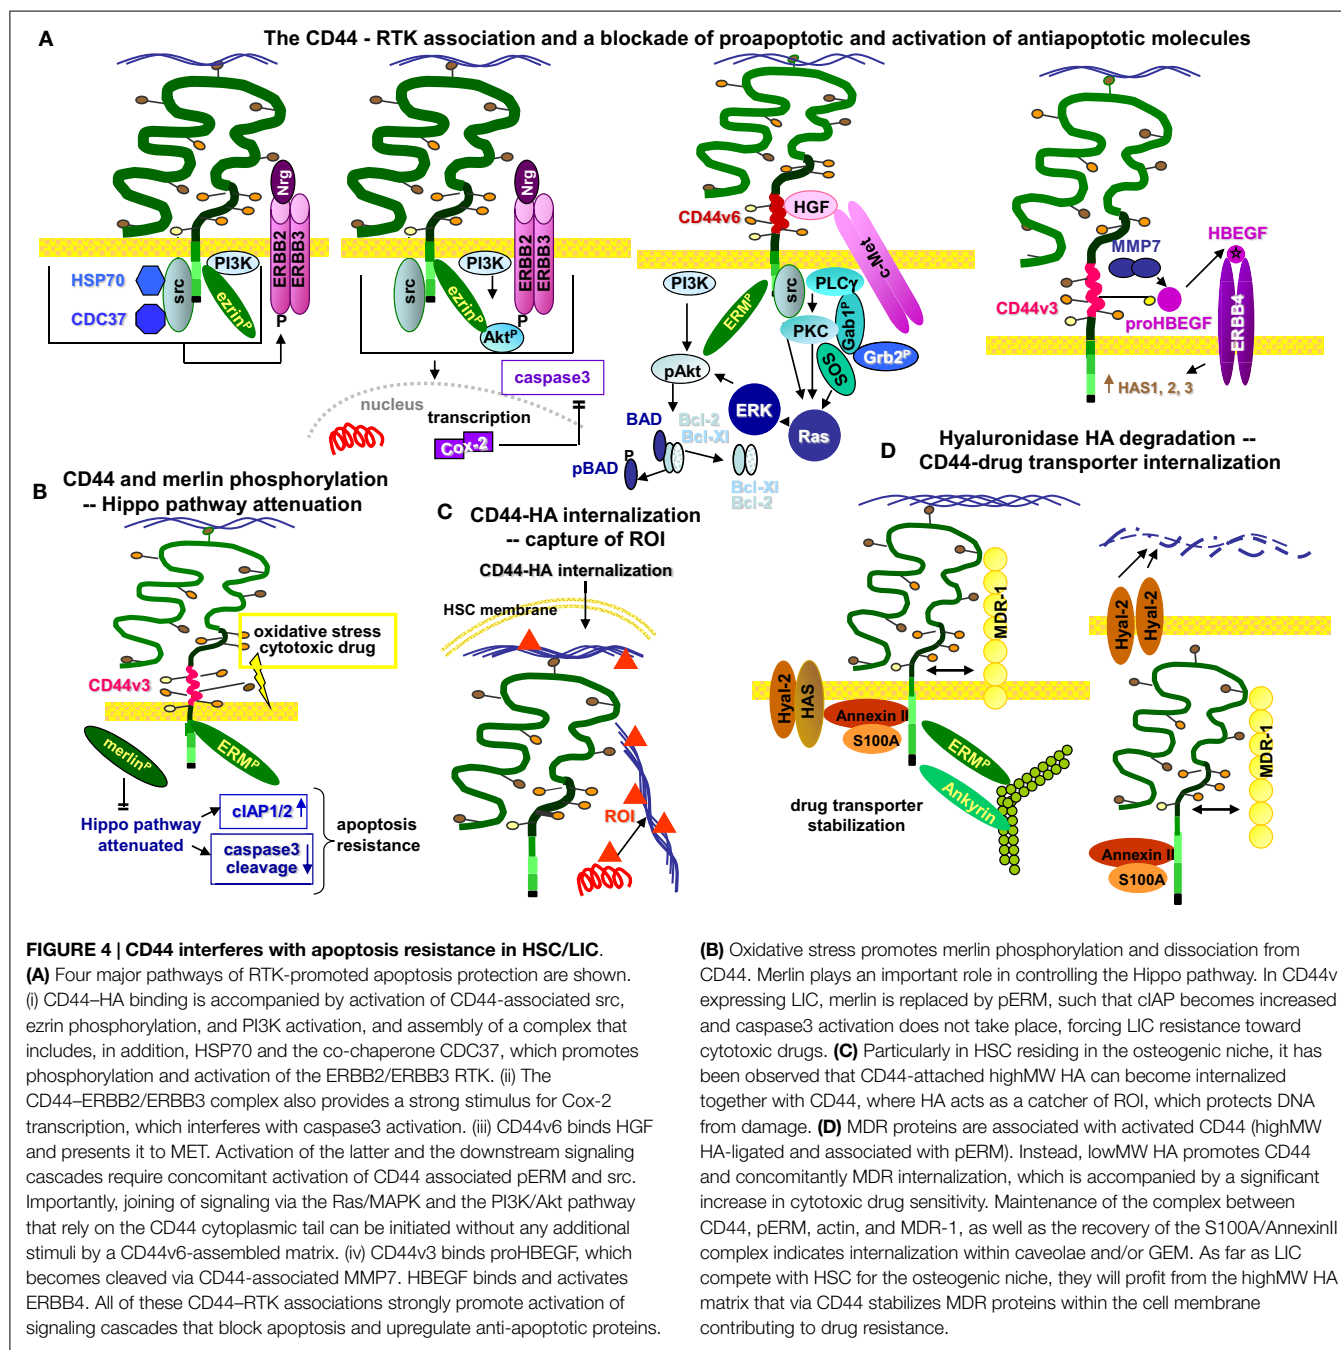 A
The CD44 - RTK association and a blockade of proapoptotic and activation of antiapoptotic molecules
Nrg
ERBB2
ERBB3
PI3K
HSP70
CDC37
src
ezrinP
P
Nrg
ERBB2
ERBB3
PI3K
src
ezrinP
AktP
P
caspase3
nucleus
transcription
Cox-2
CD44v6
HGF
c-Met
PI3K
ERMP
src
PLCγ
PKC
Gab1P
Grb2P
SOS
pAkt
ERK
Ras
BAD
Bcl-2
Bcl-Xl
P
pBAD
Bcl-Xl
Bcl-2
MMP7
HBEGF
CD44v3
proHBEGF
ERBB4
HAS1, 2, 3
B
CD44 and merlin phosphorylation
-- Hippo pathway attenuation
oxidative stress
cytotoxic drug
CD44v3
merlinP
ERMP
Hippo pathway
attenuated
cIAP1/2
caspase3
cleavage
apoptosis
resistance
C
CD44-HA internalization
-- capture of ROI
CD44-HA internalization
HSC membrane
ROI
D
Hyaluronidase HA degradation --
CD44-drug transporter internalization
MDR-1
Hyal-2
HAS
Annexin II
S100A
ERMP
Ankyrin
drug transporter
stabilization
Hyal-2
Hyal-2
MDR-1
Annexin II
S100A
FIGURE 4 | CD44 interferes with apoptosis resistance in HSC/LIC.
(A) Four major pathways of RTK-promoted apoptosis protection are shown.
(i) CD44–HA binding is accompanied by activation of CD44-associated src,
ezrin phosphorylation, and PI3K activation, and assembly of a complex that
includes, in addition, HSP70 and the co-chaperone CDC37, which promotes
phosphorylation and activation of the ERBB2/ERBB3 RTK. (ii) The
CD44–ERBB2/ERBB3 complex also provides a strong stimulus for Cox-2
transcription, which interferes with caspase3 activation. (iii) CD44v6 binds HGF
and presents it to MET. Activation of the latter and the downstream signaling
cascades require concomitant activation of CD44 associated pERM and src.
Importantly, joining of signaling via the Ras/MAPK and the PI3K/Akt pathway
that rely on the CD44 cytoplasmic tail can be initiated without any additional
stimuli by a CD44v6-assembled matrix. (iv) CD44v3 binds proHBEGF, which
becomes cleaved via CD44-associated MMP7. HBEGF binds and activates
ERBB4. All of these CD44–RTK associations strongly promote activation of
signaling cascades that block apoptosis and upregulate anti-apoptotic proteins.
(B) Oxidative stress promotes merlin phosphorylation and dissociation from
CD44. Merlin plays an important role in controlling the Hippo pathway. In CD44v
expressing LIC, merlin is replaced by pERM, such that cIAP becomes increased
and caspase3 activation does not take place, forcing LIC resistance toward
cytotoxic drugs. (C) Particularly in HSC residing in the osteogenic niche, it has
been observed that CD44-attached highMW HA can become internalized
together with CD44, where HA acts as a catcher of ROI, which protects DNA
from damage. (D) MDR proteins are associated with activated CD44 (highMW
HA-ligated and associated with pERM). Instead, lowMW HA promotes CD44
and concomitantly MDR internalization, which is accompanied by a significant
increase in cytotoxic drug sensitivity. Maintenance of the complex between
CD44, pERM, actin, and MDR-1, as well as the recovery of the S100A/AnnexinII
complex indicates internalization within caveolae and/or GEM. As far as LIC
compete with HSC for the osteogenic niche, they will profit from the highMW HA
matrix that via CD44 stabilizes MDR proteins within the cell membrane
contributing to drug resistance.